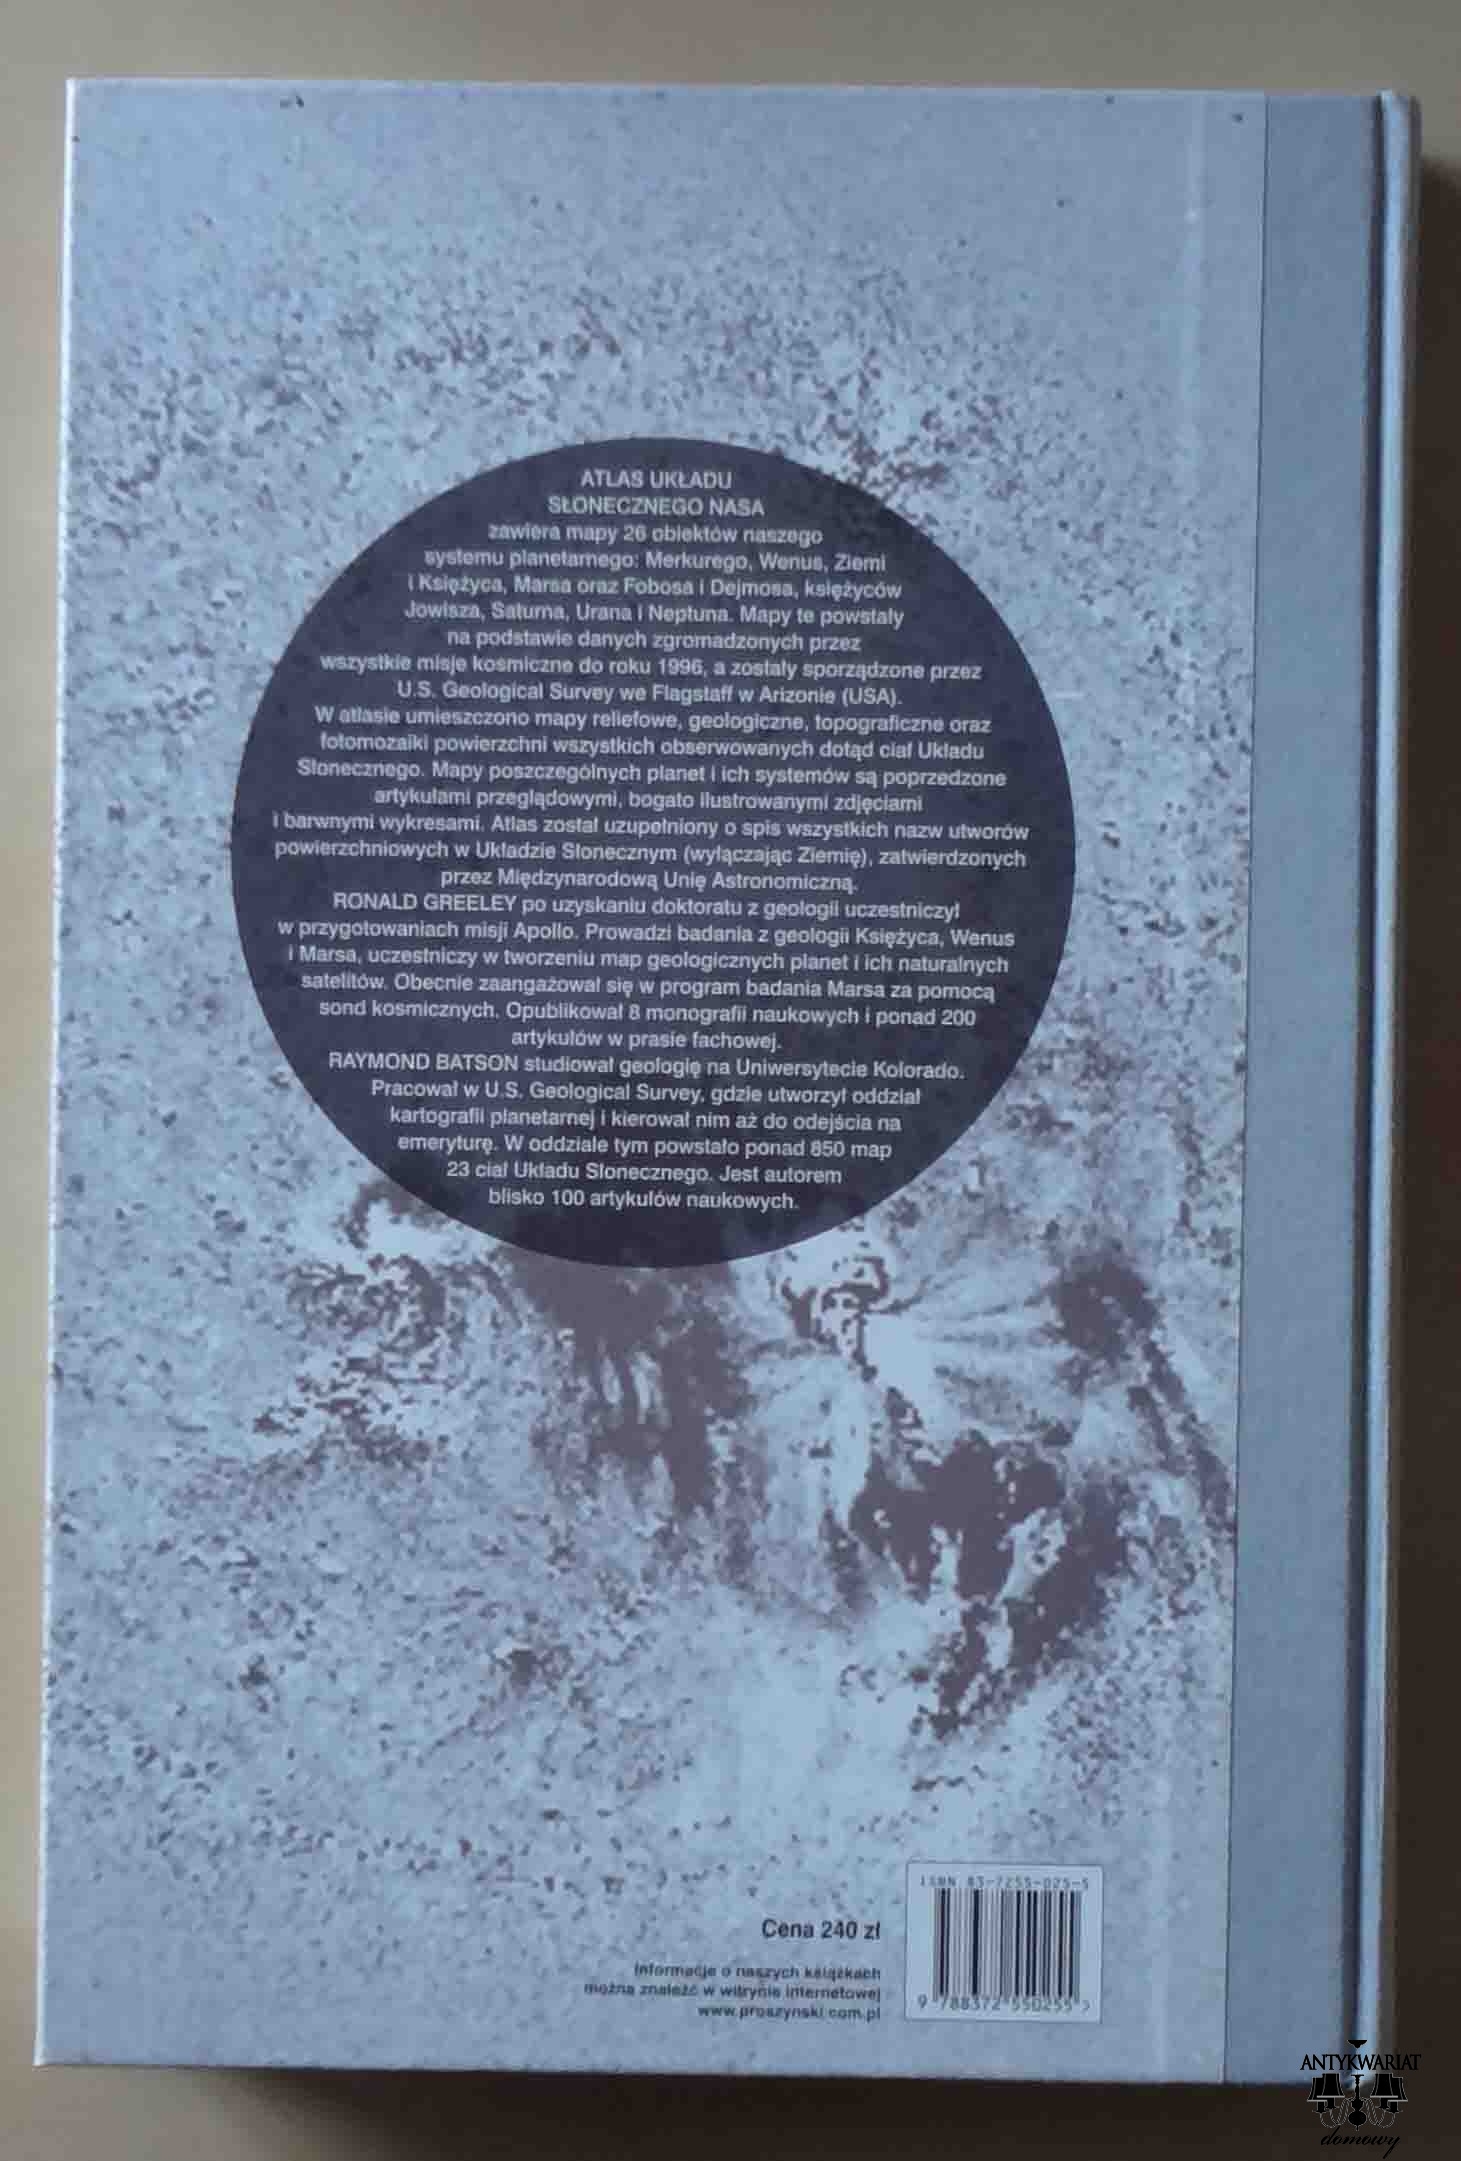 ATLAS UKŁADU
SŁONECZNEGO NASA
zawiera mapy 26 obiektów naszego
systemu planetarnego: Merkurego, Wenus, Ziemi
i Księżyca, Marsa oraz Fobosa i Dejmosa, księżyców
Jowisza, Saturna, Urana i Neptuna. Mapy te powstały
na podstawie danych zgromadzonych przez
wszystkie misje kosmiczne do roku 1996, a zostały sporządzone przez
U.S. Geological Survey we Flagstaff w Arizonie (USA).
W atlasie umieszczono mapy reliefowe, geologiczne, topograficzne oraz
fotomozaiki powierzchni wszystkich obserwowanych dotąd ciał Układu
Słonecznego. Mapy poszczególnych planet i ich systemów są poprzedzone
artykułami przeglądowymi, bogato ilustrowanymi zdjęciami
i barwnymi wykresami. Atlas został uzupełniony o spis wszystkich nazw utworów
powierzchniowych w Układzie Słonecznym (wyłączając Ziemię), zatwierdzonych
przez Międzynarodową Unię Astronomiczną.
RONALD GREELEY po uzyskaniu doktoratu z geologii uczestniczył
w przygotowaniach misji Apollo. Prowadzi badania z geologii Księżyca, Wenus
i Marsa, uczestniczy w tworzeniu map geologicznych planet i ich naturalnych
satelitów. Obecnie zaangażował się w program badania Marsa za pomocą
sond kosmicznych. Opublikował 8 monografii naukowych i ponad 200
artykułów w prasie fachowej.
RAYMOND BATSON studiował geologię na Uniwersytecie Kolorado.
Pracował w U.S. Geological Survey, gdzie utworzył oddział
kartografii planetarnej i kierował nim aż do odejścia na
emeryturę. W oddziale tym powstało ponad 850 map
23 ciał Układu Słonecznego. Jest autorem
blisko 100 artykułów naukowych.
ISBN 83-7255-025-5
Cena 240 zł
Informacje o naszych książkach
można znaleźć w witrynie internetowej
www.proszynski.com.pl
9 788372 550255 >
ANTYKWARIAT
domowy